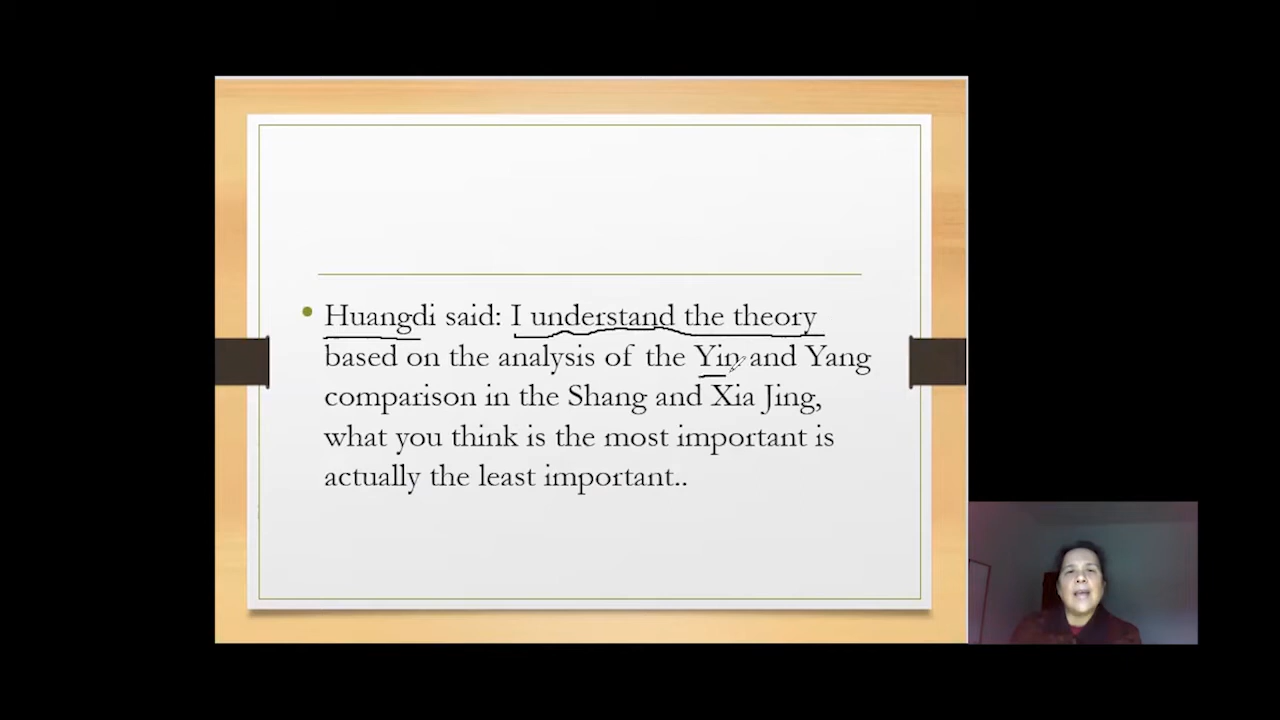 Huangdi said: I understand the theory
based on the analysis of the Yin and Yang
comparison in the Shang and Xia Jing,
what you think is the most important is
actually the least important..